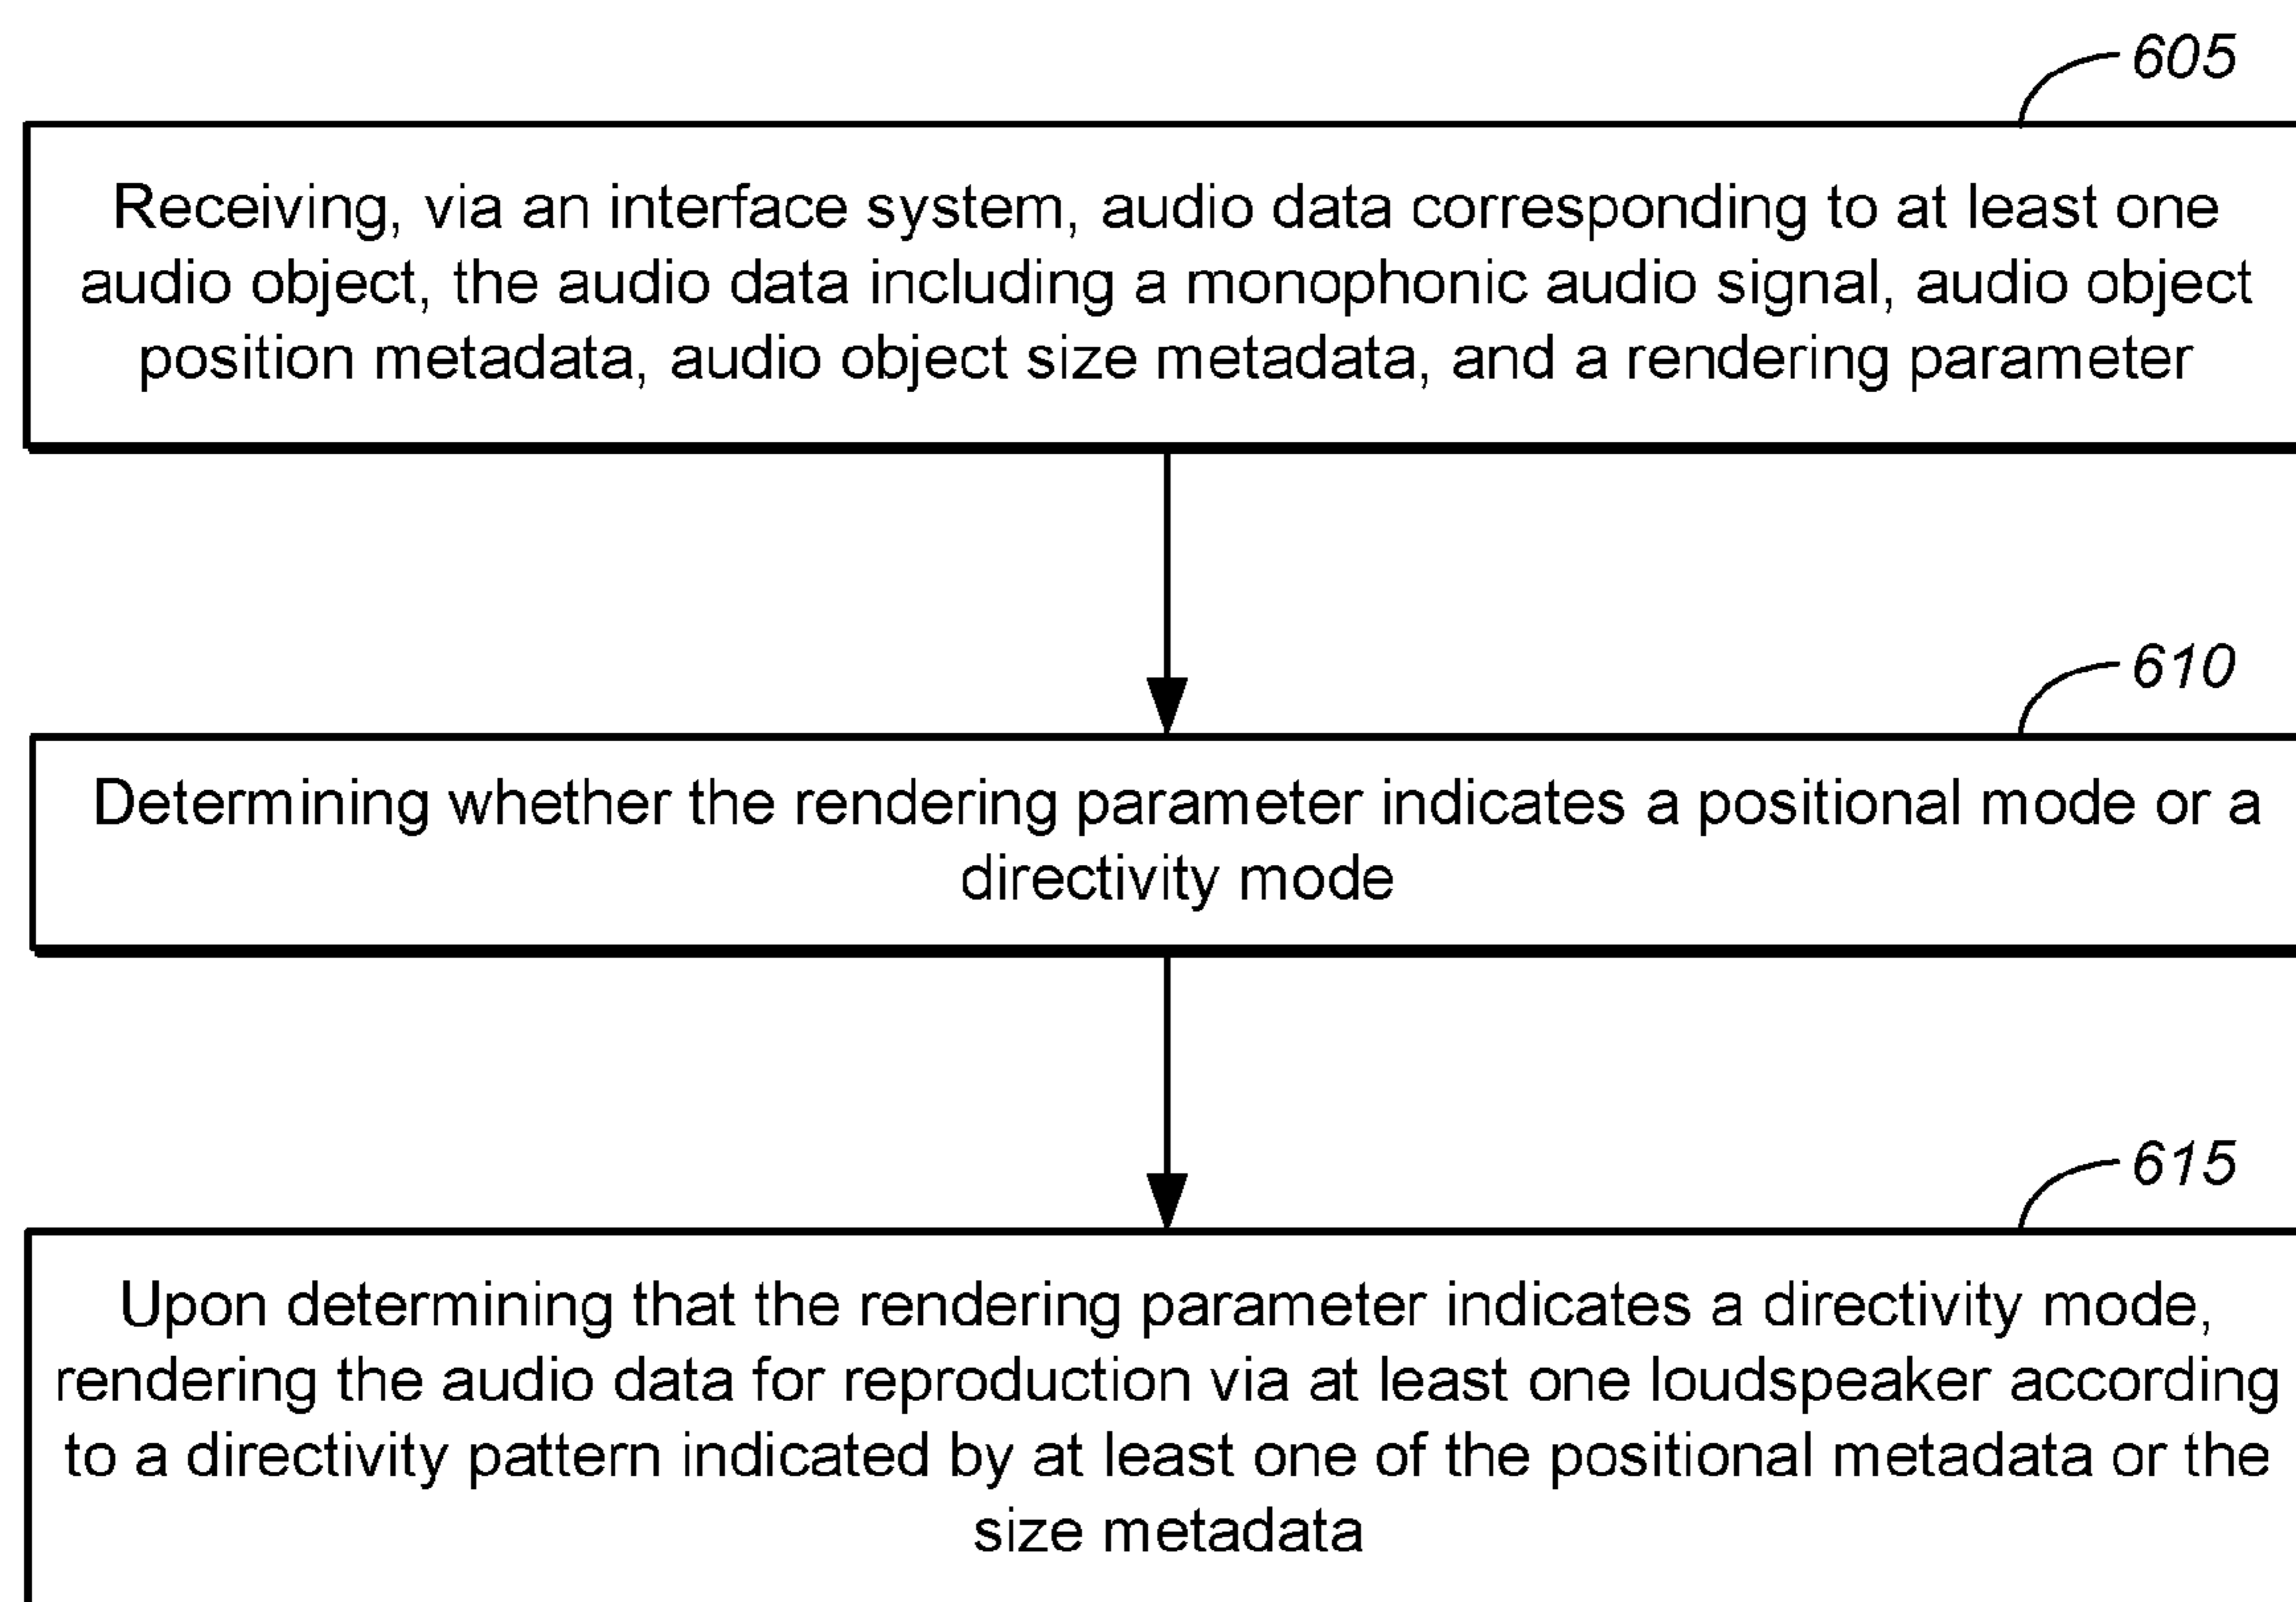 605
Receiving, via an interface system, audio data corresponding to at least one
audio object, the audio data including a monophonic audio signal, audio object
position metadata, audio object size metadata, and a rendering parameter
610
Determining whether the rendering parameter indicates a positional mode or a
directivity mode
615
Upon determining that the rendering parameter indicates a directivity mode,
rendering the audio data for reproduction via at least one loudspeaker according
to a directivity pattern indicated by at least one of the positional metadata or the
size metadata